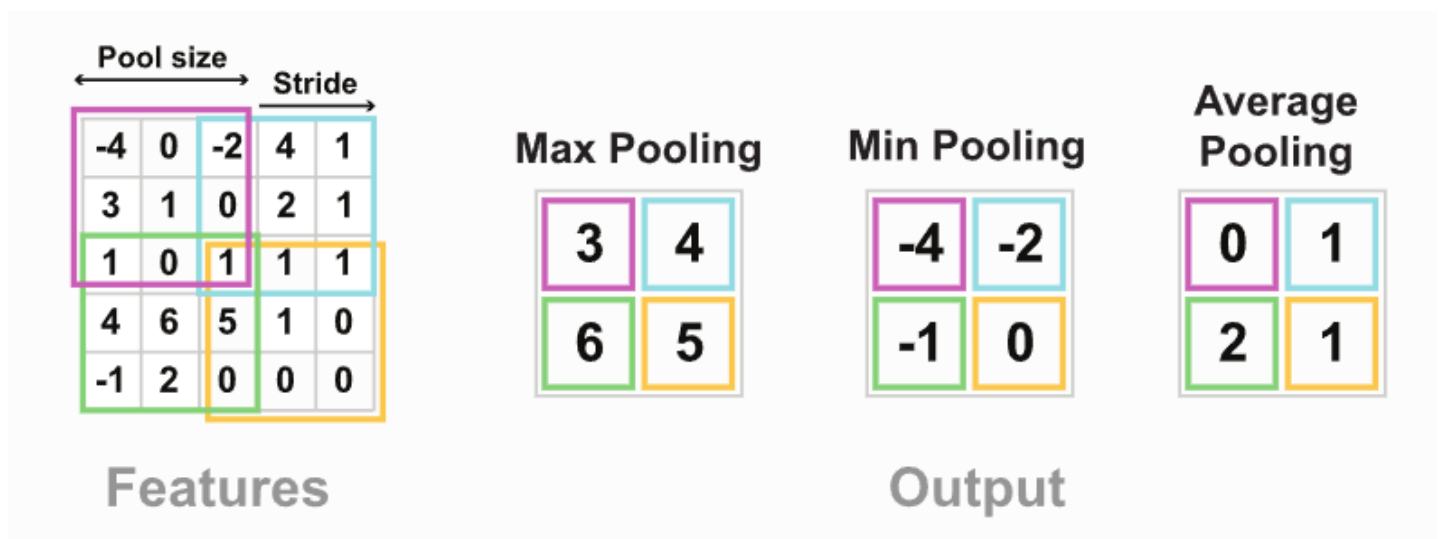 Pool size
Stride
-4 0 -2 4 1
3 1 0 2 1
1 0 1 1 1
4 6 5 1 0
-1 2 0 0 0
Features
Max Pooling
3 4
6 5
Min Pooling
-4 -2
-1 0
Average
Pooling
0 1
2 1
Output